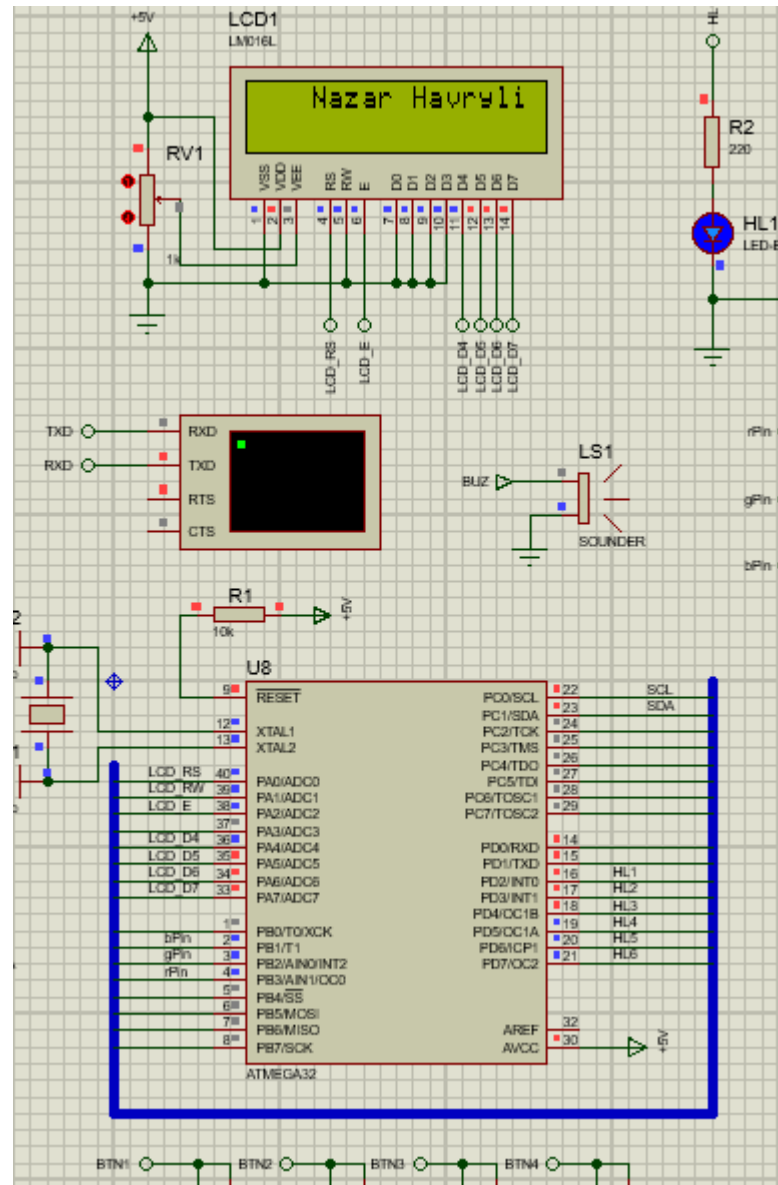 +5V
LCD1
LM016L
Nazar Havryli
RV1
1k
VSS VDD VEE RS RW E D0 D1 D2 D3 D4 D5 D6 D7
1 2 3 4 5 6 7 8 9 10 11 12 13 14
LCD_RS LCD_E LCD_D4 LCD_D5 LCD_D6 LCD_D7
HL
R2
220
HL1
LED-B
TXD RXD
RXD TXD
RTS
CTS
LS1
BUZ
SOUNDER
rPin
gPin
bPin
R1
10k
+5V
U8
9 RESET PC0/SCL 22 SCL
PC1/SDA 23 SDA
12 XTAL1 PC2/TCK 24
13 XTAL2 PC3/TMS 25
PC4/TDO 26
LCD_RS 40 PA0/ADC0 PC5/TDI 27
LCD_RW 39 PA1/ADC1 PC6/TOSC1 28
LCD_E 38 PA2/ADC2 PC7/TOSC2 29
37 PA3/ADC3
LCD_D4 36 PA4/ADC4 PD0/RXD 14
LCD_D5 35 PA5/ADC5 PD1/TXD 15
LCD_D6 34 PA6/ADC6 PD2/INT0 16 HL1
LCD_D7 33 PA7/ADC7 PD3/INT1 17 HL2
PD4/OC1B 18 HL3
1 PB0/T0/XCK PD5/OC1A 19 HL4
bPin 2 PB1/T1 PD6/ICP1 20 HL5
gPin 3 PB2/AIN0/INT2 PD7/OC2 21 HL6
rPin 4 PB3/AIN1/OC0
5 PB4/SS
6 PB5/MOSI
7 PB6/MISO AREF 32
8 PB7/SCK AVCC 30 +5V
ATMEGA32
BTN1 BTN2 BTN3 BTN4